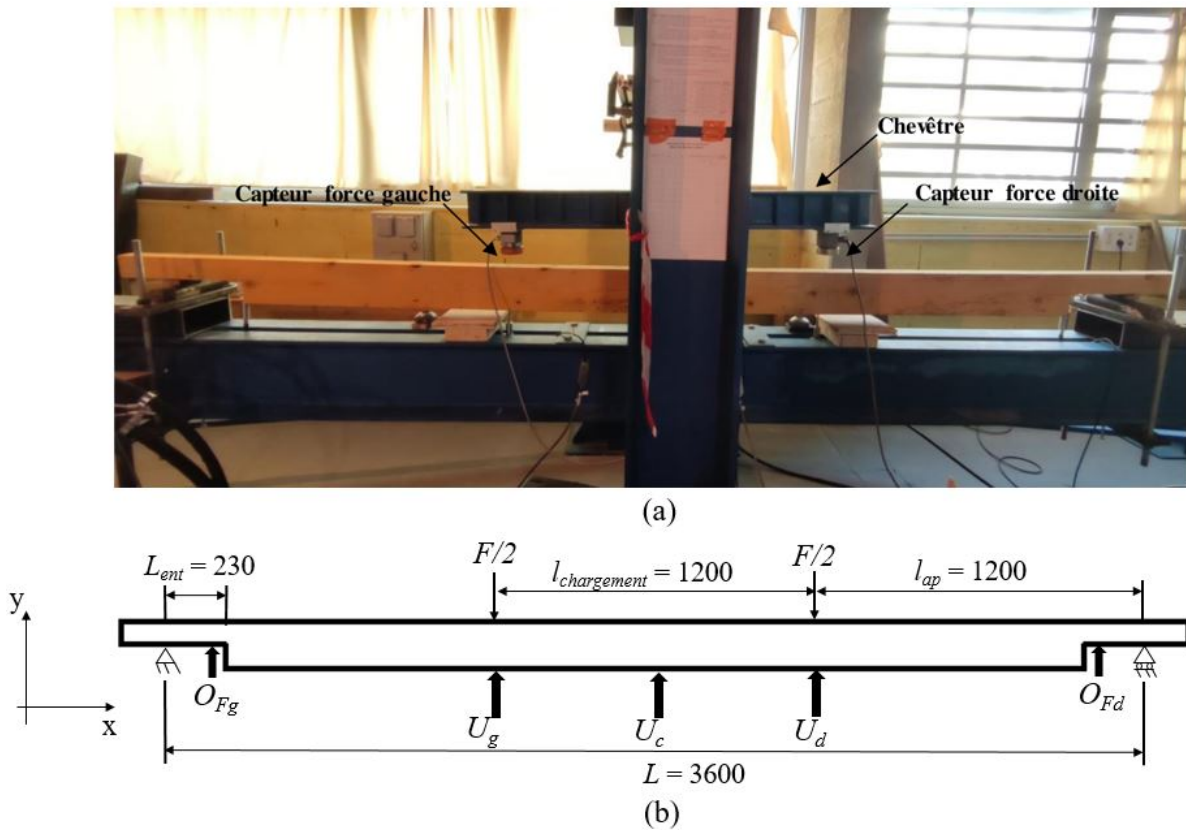 Chevêtre
Capteur force gauche
Capteur force droite
(a)
L_ent = 230
F/2
l_chargement = 1200
F/2
l_ap = 1200
y
x
O_Fg
U_g
U_c
U_d
O_Fd
L = 3600
(b)